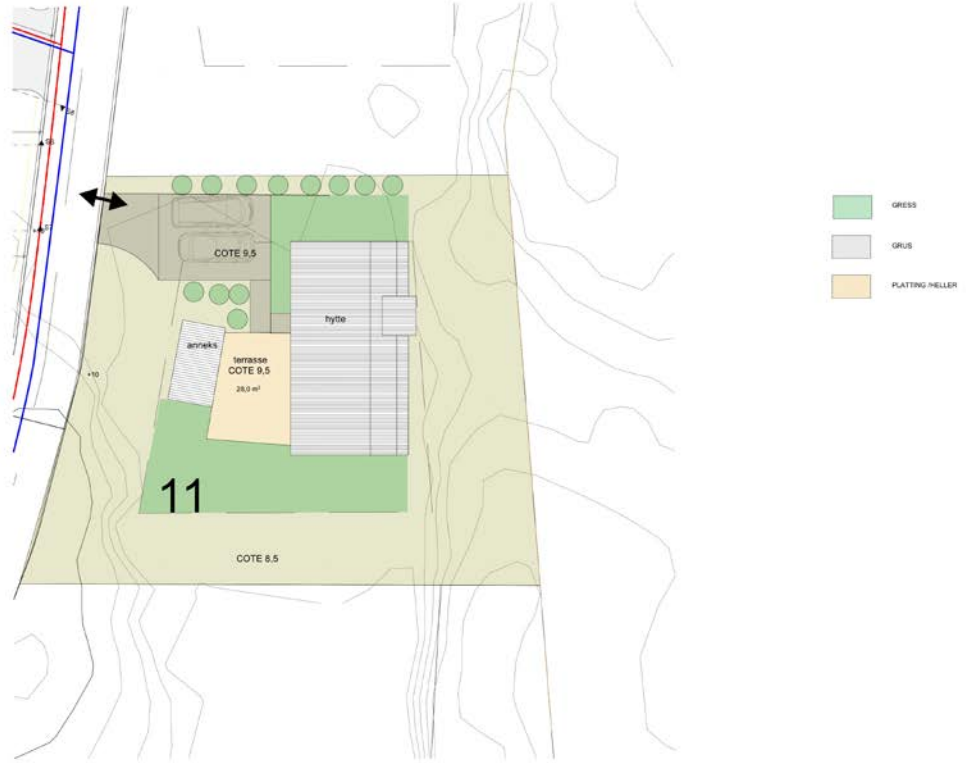 GRESS
COTE 9,5
GRUS
PLATTING /HELLER
hytte
anneks
terrasse
COTE 9,5
28,0 m²
+10
11
COTE 8,5